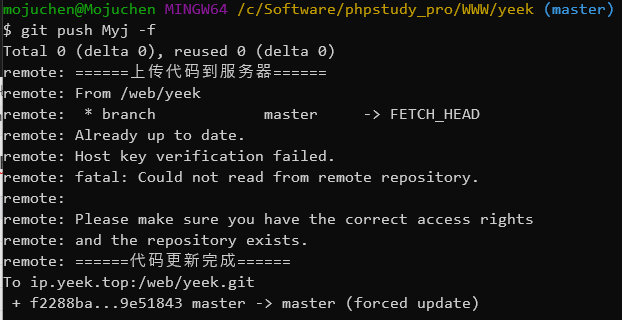 mojuchen@Mojuchen MINGW64 /c/Software/phpstudy_pro/WWW/yeek (master)
$ git push Myj -f
Total 0 (delta 0), reused 0 (delta 0)
remote: ======上传代码到服务器======
remote: From /web/yeek
remote:  * branch            master     -> FETCH_HEAD
remote: Already up to date.
remote: Host key verification failed.
remote: fatal: Could not read from remote repository.
remote:
remote: Please make sure you have the correct access rights
remote: and the repository exists.
remote: ======代码更新完成======
To ip.yeek.top:/web/yeek.git
 + f2288ba...9e51843 master -> master (forced update)